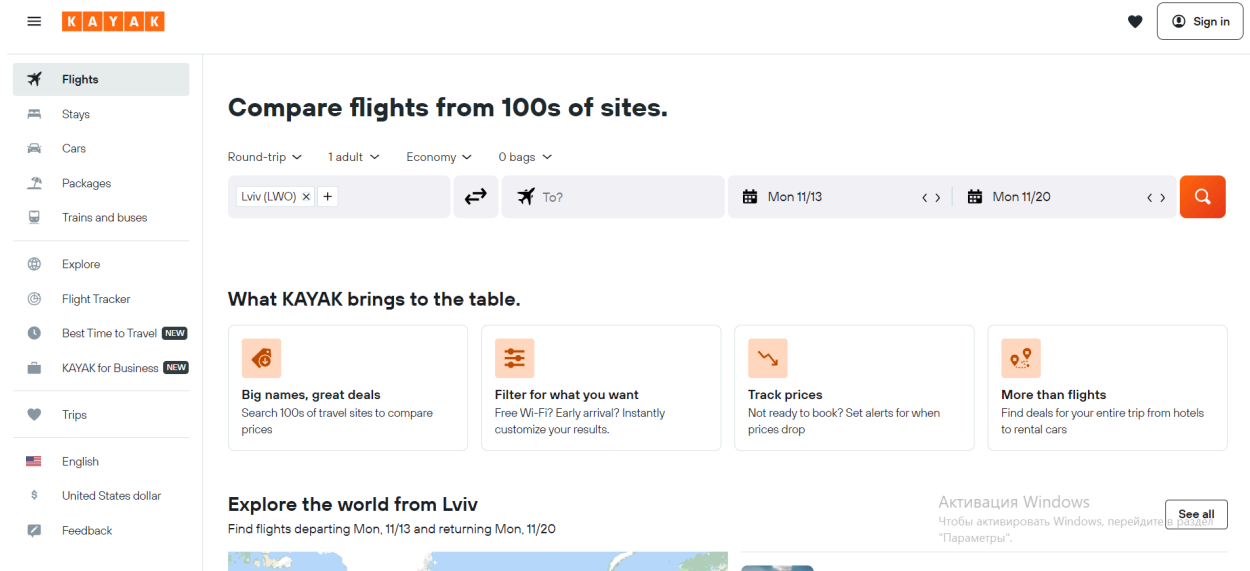 KAYAK
Sign in
Flights
Stays
Cars
Packages
Trains and buses
Explore
Flight Tracker
Best Time to Travel NEW
KAYAK for Business NEW
Trips
English
$ United States dollar
Feedback
Compare flights from 100s of sites.
Round-trip 1 adult Economy 0 bags
Lviv (LWO) × + To? Mon 11/13 Mon 11/20
What KAYAK brings to the table.
Big names, great deals
Search 100s of travel sites to compare
prices
Filter for what you want
Free Wi-Fi? Early arrival? Instantly
customize your results.
Track prices
Not ready to book? Set alerts for when
prices drop
More than flights
Find deals for your entire trip from hotels
to rental cars
Explore the world from Lviv
Find flights departing Mon, 11/13 and returning Mon, 11/20
See all
Активация Windows
Чтобы активировать Windows, перейдите в раздел
"Параметры".